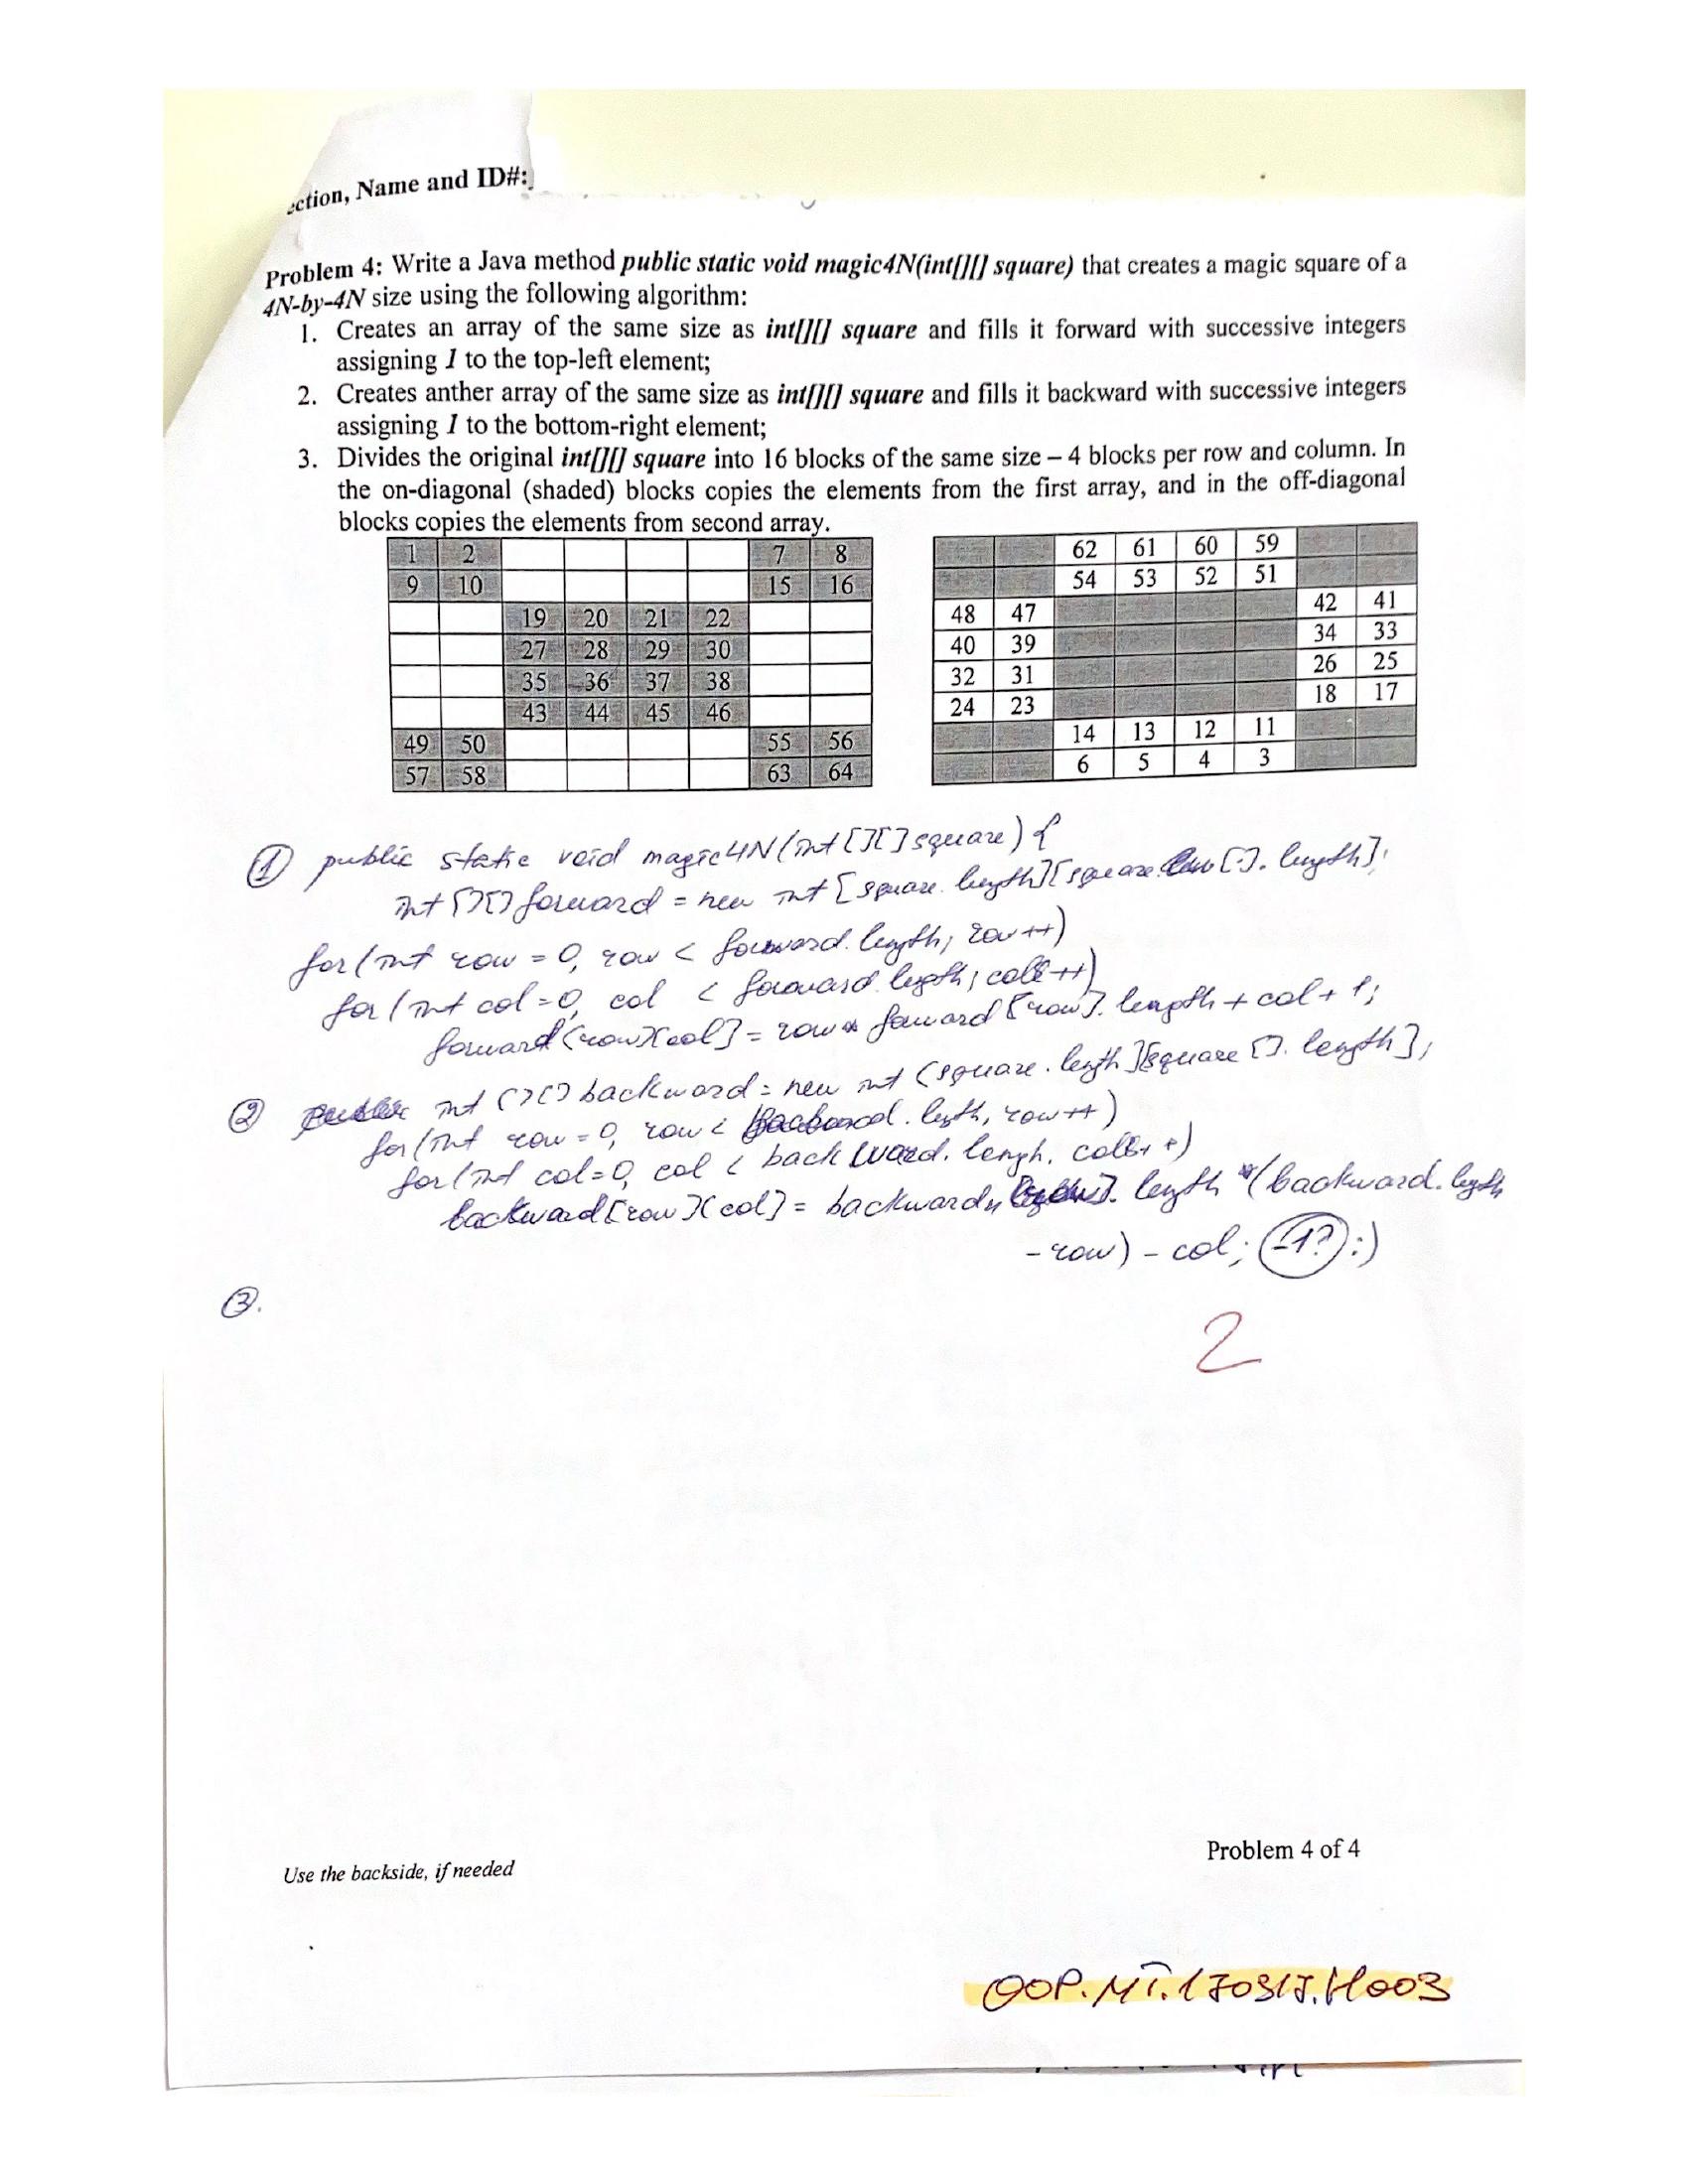 ection, Name and ID#:
Problem 4: Write a Java method public static void magic4N(int[][] square) that creates a magic square of a
4N-by-4N size using the following algorithm:
1. Creates an array of the same size as int[][] square and fills it forward with successive integers
assigning 1 to the top-left element;
2. Creates anther array of the same size as int[][] square and fills it backward with successive integers
assigning 1 to the bottom-right element;
3. Divides the original int[][] square into 16 blocks of the same size – 4 blocks per row and column. In
the on-diagonal (shaded) blocks copies the elements from the first array, and in the off-diagonal
blocks copies the elements from second array.
1 2 7 8
9 10 15 16
19 20 21 22
27 28 29 30
35 36 37 38
43 44 45 46
49 50 55 56
57 58 63 64
62 61 60 59
54 53 52 51
48 47 42 41
40 39 34 33
32 31 26 25
24 23 18 17
14 13 12 11
6 5 4 3
① public static void magic4N(int[][]square){
int[][]forward = new int[square.length][square[].length];
for(int row = 0, row < forward.length; row++)
for(int col=0, col < forward.legth; coll++)
forward[row][col] = row * forward[row].length + col + 1;
② int [][] backward = new int [square.length][square[].length];
for(int row = 0, row < backward.legth, row++)
for(int col=0, col < backward.lengh. coll++)
backward[row][col] = backward length *(backward.legth
- row) - col; (-1?) :)
③.
2
Use the backside, if needed
Problem 4 of 4
OOP.MT.170317.H003